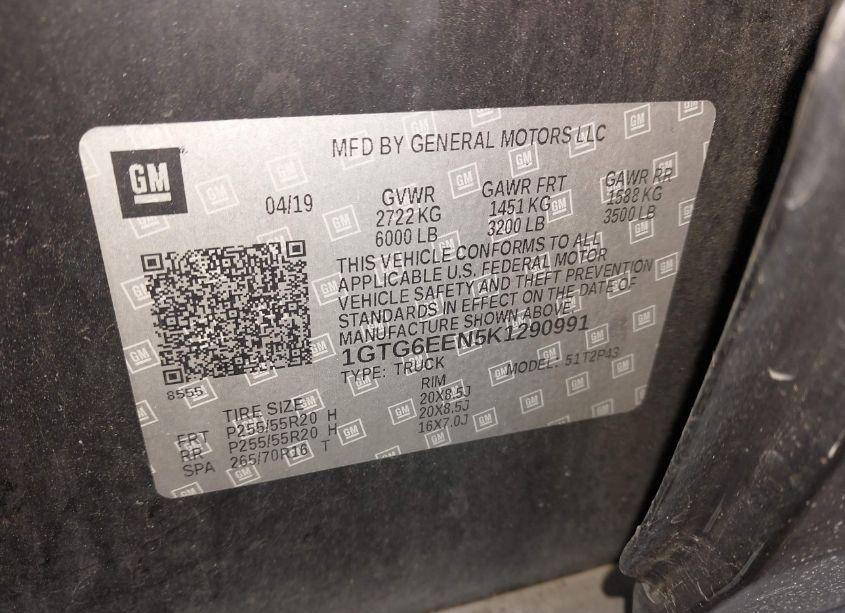 MFD BY GENERAL MOTORS LLC
GM
04/19
GVWR
2722 KG
6000 LB
GAWR FRT
1451 KG
3200 LB
GAWR RR
1588 KG
3500 LB
THIS VEHICLE CONFORMS TO ALL
APPLICABLE U.S. FEDERAL MOTOR
VEHICLE SAFETY AND THEFT PREVENTION
STANDARDS IN EFFECT ON THE DATE OF
MANUFACTURE SHOWN ABOVE.
1GTG6EEN5K1290991
TYPE: TRUCK MODEL: 51T2P43
8555
TIRE SIZE RIM
FRT P255/55R20 H 20X8.5J
RR P255/55R20 H 20X8.5J
SPA 265/70R16 T 16X7.0J